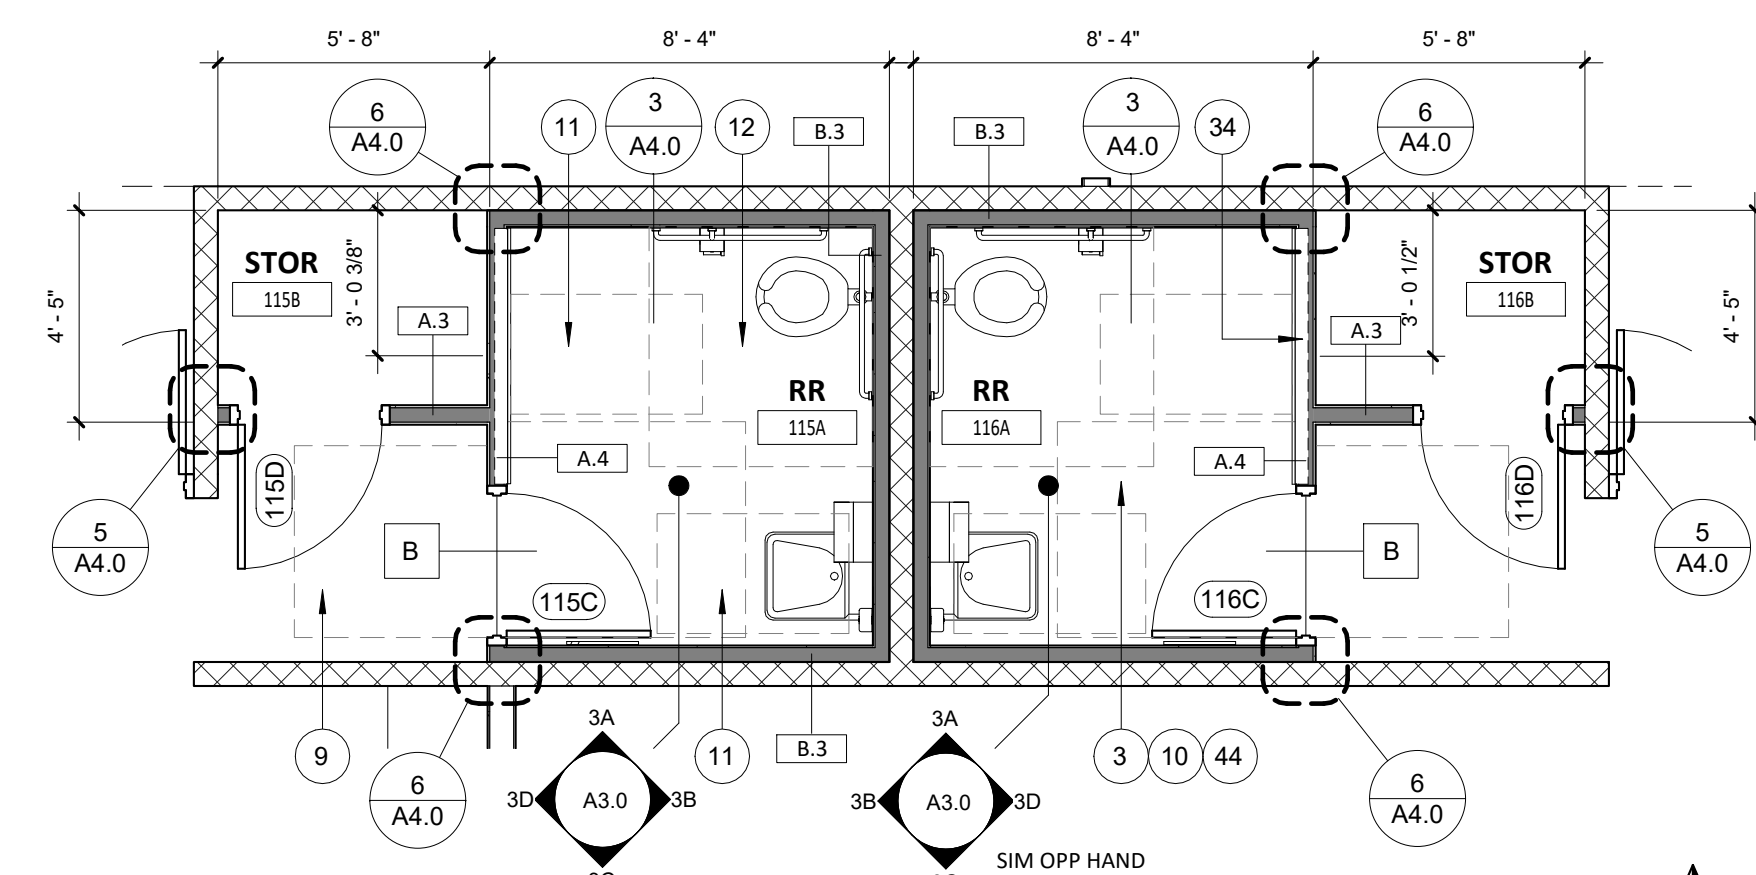 5' - 8"
8' - 4"
8' - 4"
5' - 8"
6
A4.0
11
3
A4.0
12
B.3
B.3
3
A4.0
34
6
A4.0
STOR
115B
3' - 0 3/8"
4' - 5"
A.3
RR
115A
RR
116A
STOR
116B
3' - 0 1/2"
4' - 5"
A.3
A.4
A.4
115D
116D
5
A4.0
B
115C
116C
B
5
A4.0
9
6
A4.0
3A
3D
A3.0
3B
11
B.3
3A
3B
A3.0
3D
3
10
44
6
A4.0
SIM OPP HAND